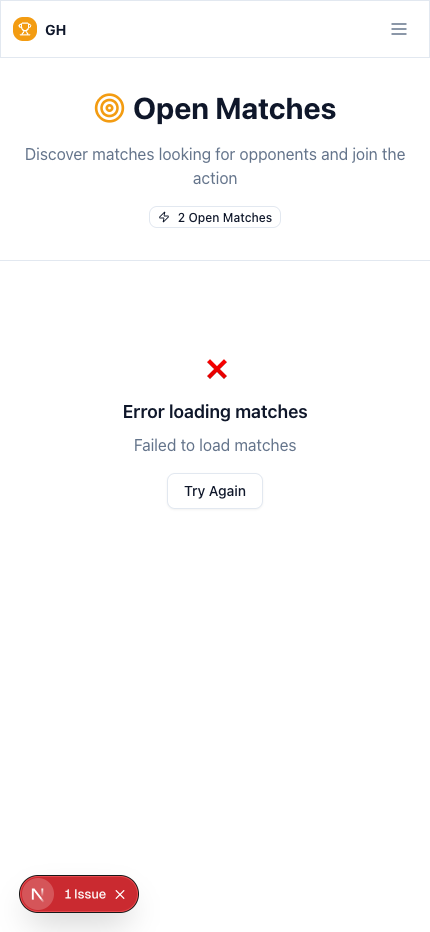 GH
Open Matches
Discover matches looking for opponents and join the
action
2 Open Matches
Error loading matches
Failed to load matches
Try Again
N 1 Issue